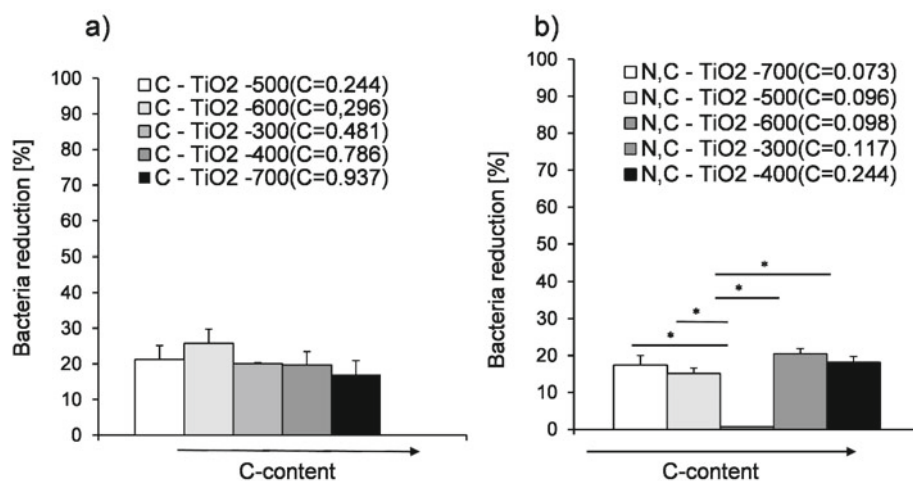 a)
C - TiO2 -500(C=0.244)
C - TiO2 -600(C=0,296)
C - TiO2 -300(C=0.481)
C - TiO2 -400(C=0.786)
C - TiO2 -700(C=0.937)
Bacteria reduction [%]
100
90
80
70
60
50
40
30
20
10
0
C-content
b)
N,C - TiO2 -700(C=0.073)
N,C - TiO2 -500(C=0.096)
N,C - TiO2 -600(C=0.098)
N,C - TiO2 -300(C=0.117)
N,C - TiO2 -400(C=0.244)
Bacteria reduction [%]
100
90
80
70
60
50
40
30
20
10
0
*
*
*
*
C-content